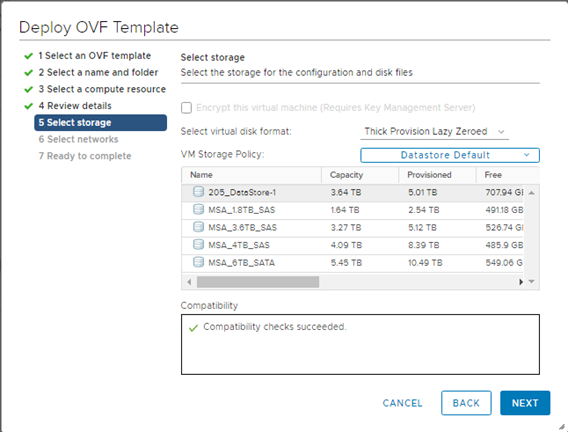 Deploy OVF Template
1 Select an OVF template
2 Select a name and folder
3 Select a compute resource
4 Review details
5 Select storage
6 Select networks
7 Ready to complete
Select storage
Select the storage for the configuration and disk files
Encrypt this virtual machine (Requires Key Management Server)
Select virtual disk format: Thick Provision Lazy Zeroed
VM Storage Policy: Datastore Default
Name Capacity Provisioned Free
205_DataStore-1 3.64 TB 5.01 TB 707.94 GB
MSA_1.8TB_SAS 1.64 TB 2.54 TB 491.18 GB
MSA_3.6TB_SAS 3.27 TB 5.12 TB 526.74 GB
MSA_4TB_SAS 4.09 TB 8.39 TB 485.9 GB
MSA_6TB_SATA 5.45 TB 10.49 TB 549.06 G
Compatibility
Compatibility checks succeeded.
CANCEL BACK NEXT